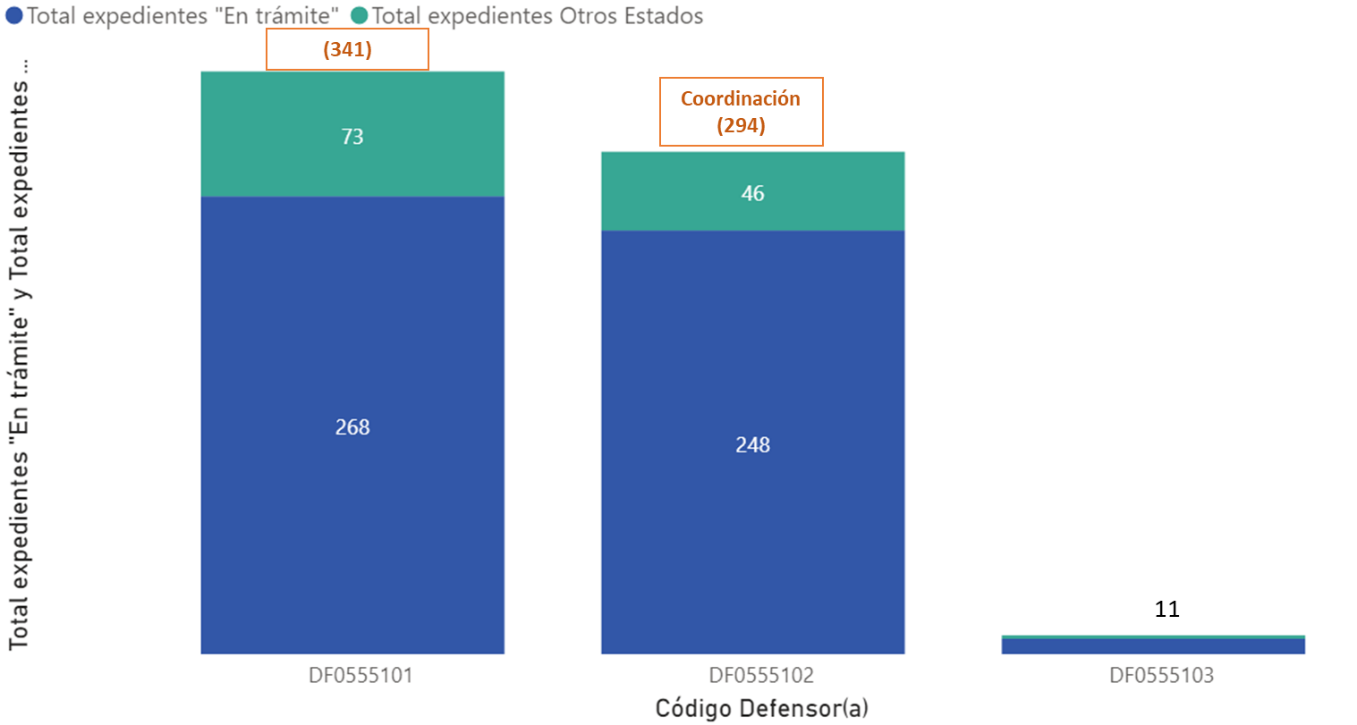 Total expedientes "En trámite" Total expedientes Otros Estados
(341)
Coordinación
(294)
73
46
268
248
11
Total expedientes "En trámite" y Total expedientes ...
DF0555101 DF0555102 DF0555103
Código Defensor(a)